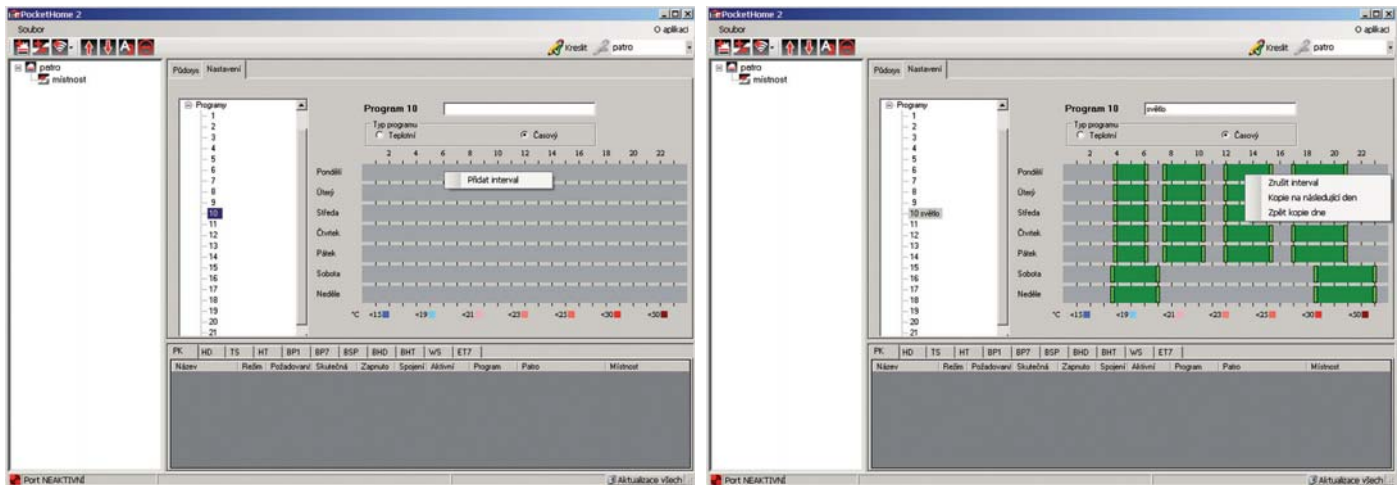 PocketHome 2
Soubor
O aplikaci
Kredit
patro
patro
místnost
Půdorys Nastavení
Programy
1
2
3
4
5
6
7
8
9
10
11
12
13
14
15
16
17
18
19
20
21
Program 10
Typ programu
Teplotní Časový
2 4 6 8 10 12 14 16 18 20 22
Pondělí
Přidat interval
Úterý
Středa
Čtvrtek
Pátek
Sobota
Neděle
°C <15 <19 <21 <23 <25 <30 <50
PK HD TS HT BP1 BP7 BSP BHD BHT WS ET7
Název Režim Požadovaní Skutečná Zapnuto Spojení Aktivní Program Patro Místnost
Port NEAKTIVNÍ
Aktualizace všech
PocketHome 2
Soubor
O aplikaci
Kredit
patro
patro
místnost
Půdorys Nastavení
Programy
1
2
3
4
5
6
7
8
9
10 světlo
11
12
13
14
15
16
17
18
19
20
21
Program 10 světlo
Typ programu
Teplotní Časový
2 4 6 8 10 12 14 16 18 20 22
Pondělí
Zrušit interval
Úterý
Kopie na následující den
Středa
Zpět kopie dne
Čtvrtek
Pátek
Sobota
Neděle
°C <15 <19 <21 <23 <25 <30 <50
PK HD TS HT BP1 BP7 BSP BHD BHT WS ET7
Název Režim Požadovaní Skutečná Zapnuto Spojení Aktivní Program Patro Místnost
Port NEAKTIVNÍ
Aktualizace všech